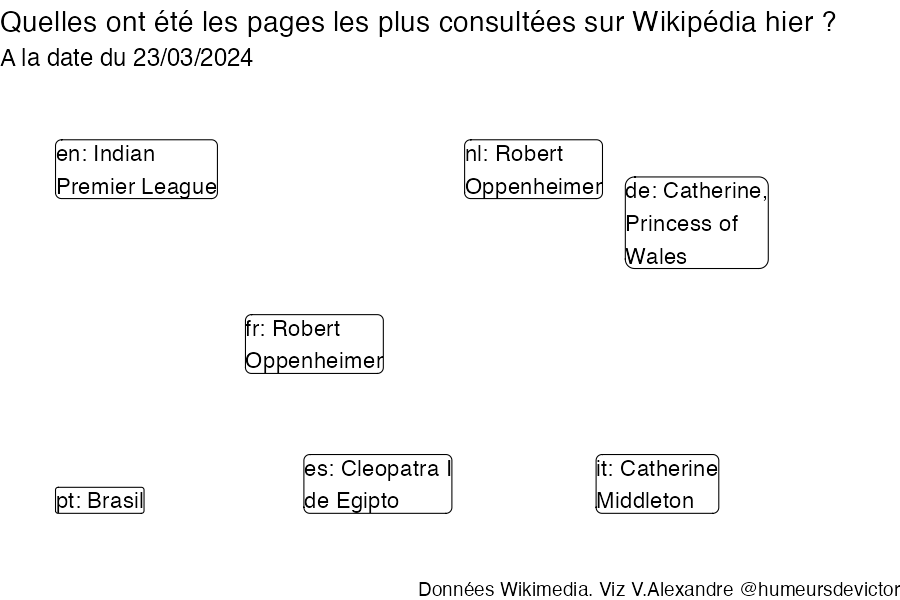 Quelles ont été les pages les plus consultées sur Wikipédia hier ?
A la date du 23/03/2024
en: Indian
Premier League
nl: Robert
Oppenheimer
de: Catherine,
Princess of
Wales
fr: Robert
Oppenheimer
es: Cleopatra I
de Egipto
it: Catherine
Middleton
pt: Brasil
Données Wikimedia. Viz V.Alexandre @humeursdevictor